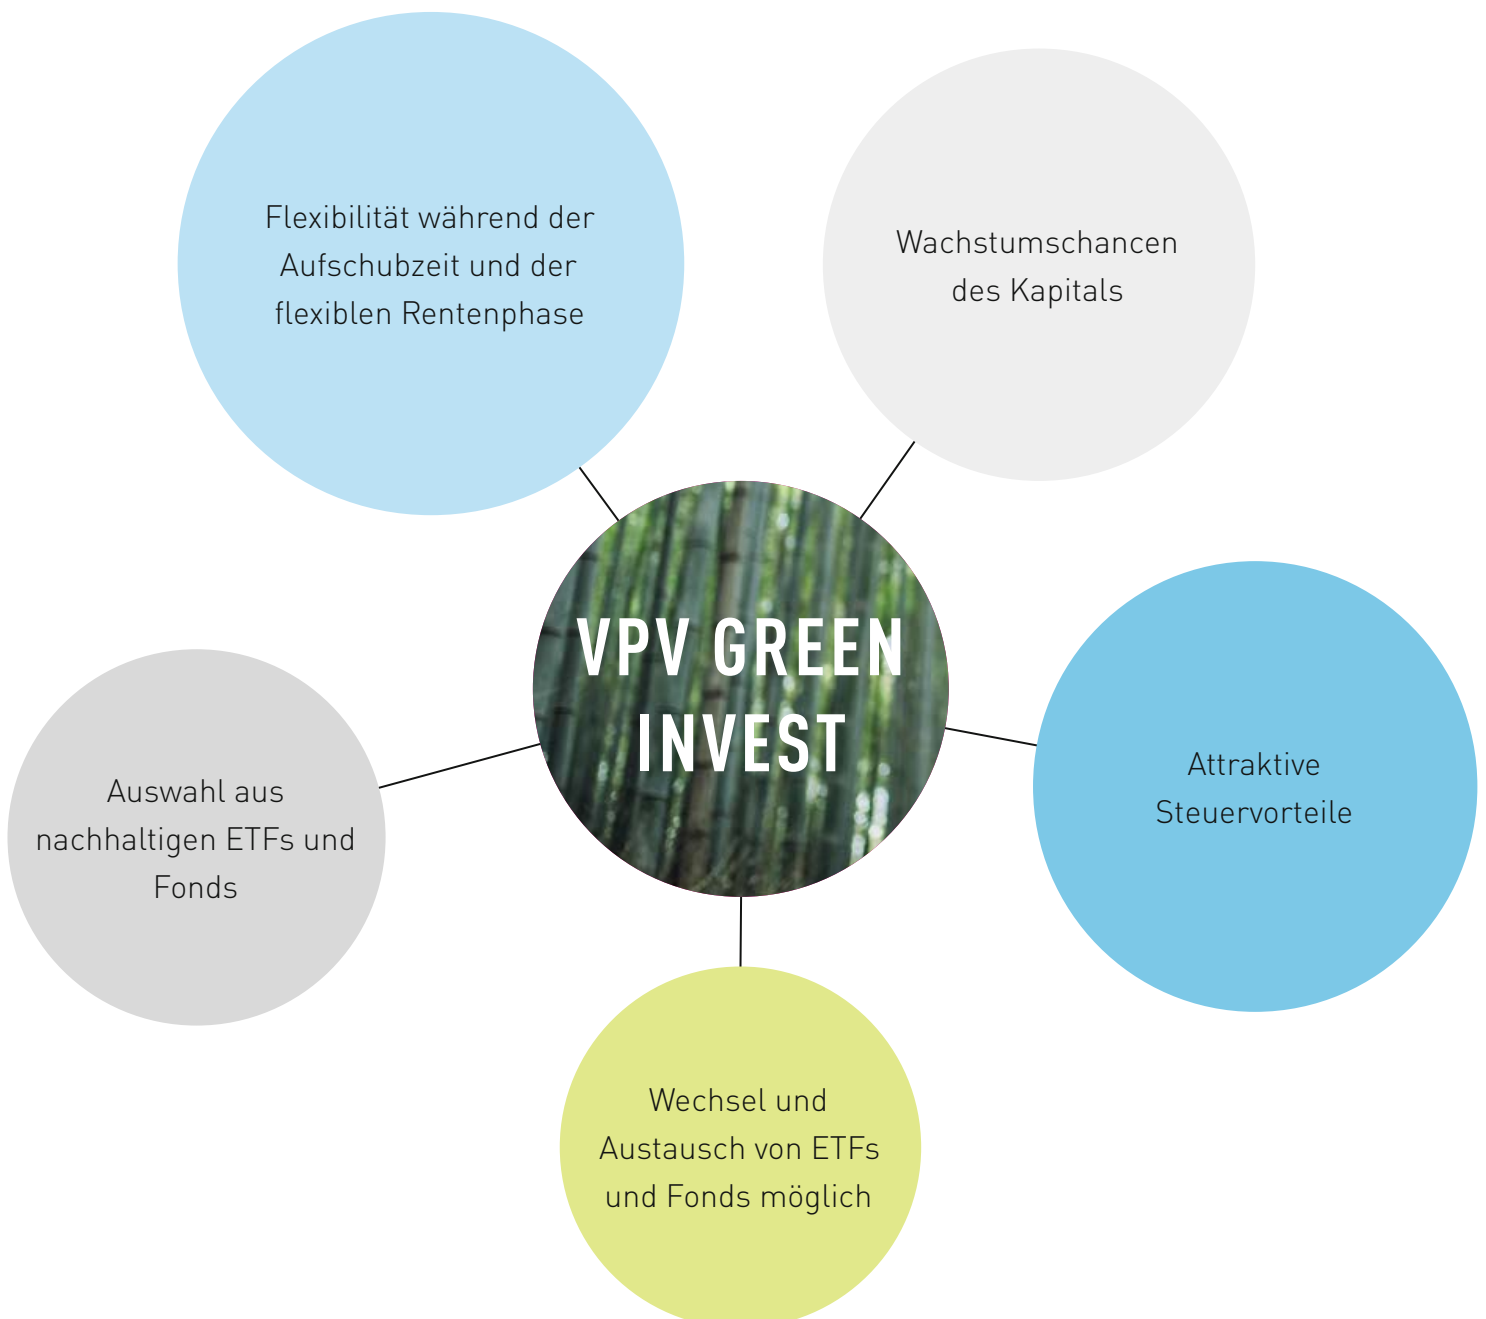 Flexibilität während der
Aufschubzeit und der
flexiblen Rentenphase
Wachstumschancen
des Kapitals
VPV GREEN
INVEST
Attraktive
Steuervorteile
Auswahl aus
nachhaltigen ETFs und
Fonds
Wechsel und
Austausch von ETFs
und Fonds möglich